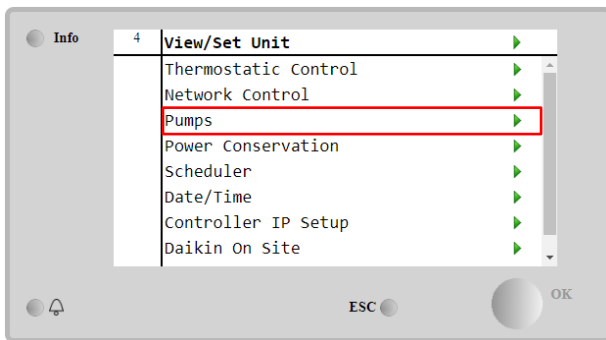 Info
4 View/Set Unit
Thermostatic Control
Network Control
Pumps
Power Conservation
Scheduler
Date/Time
Controller IP Setup
Daikin On Site
ESC
OK